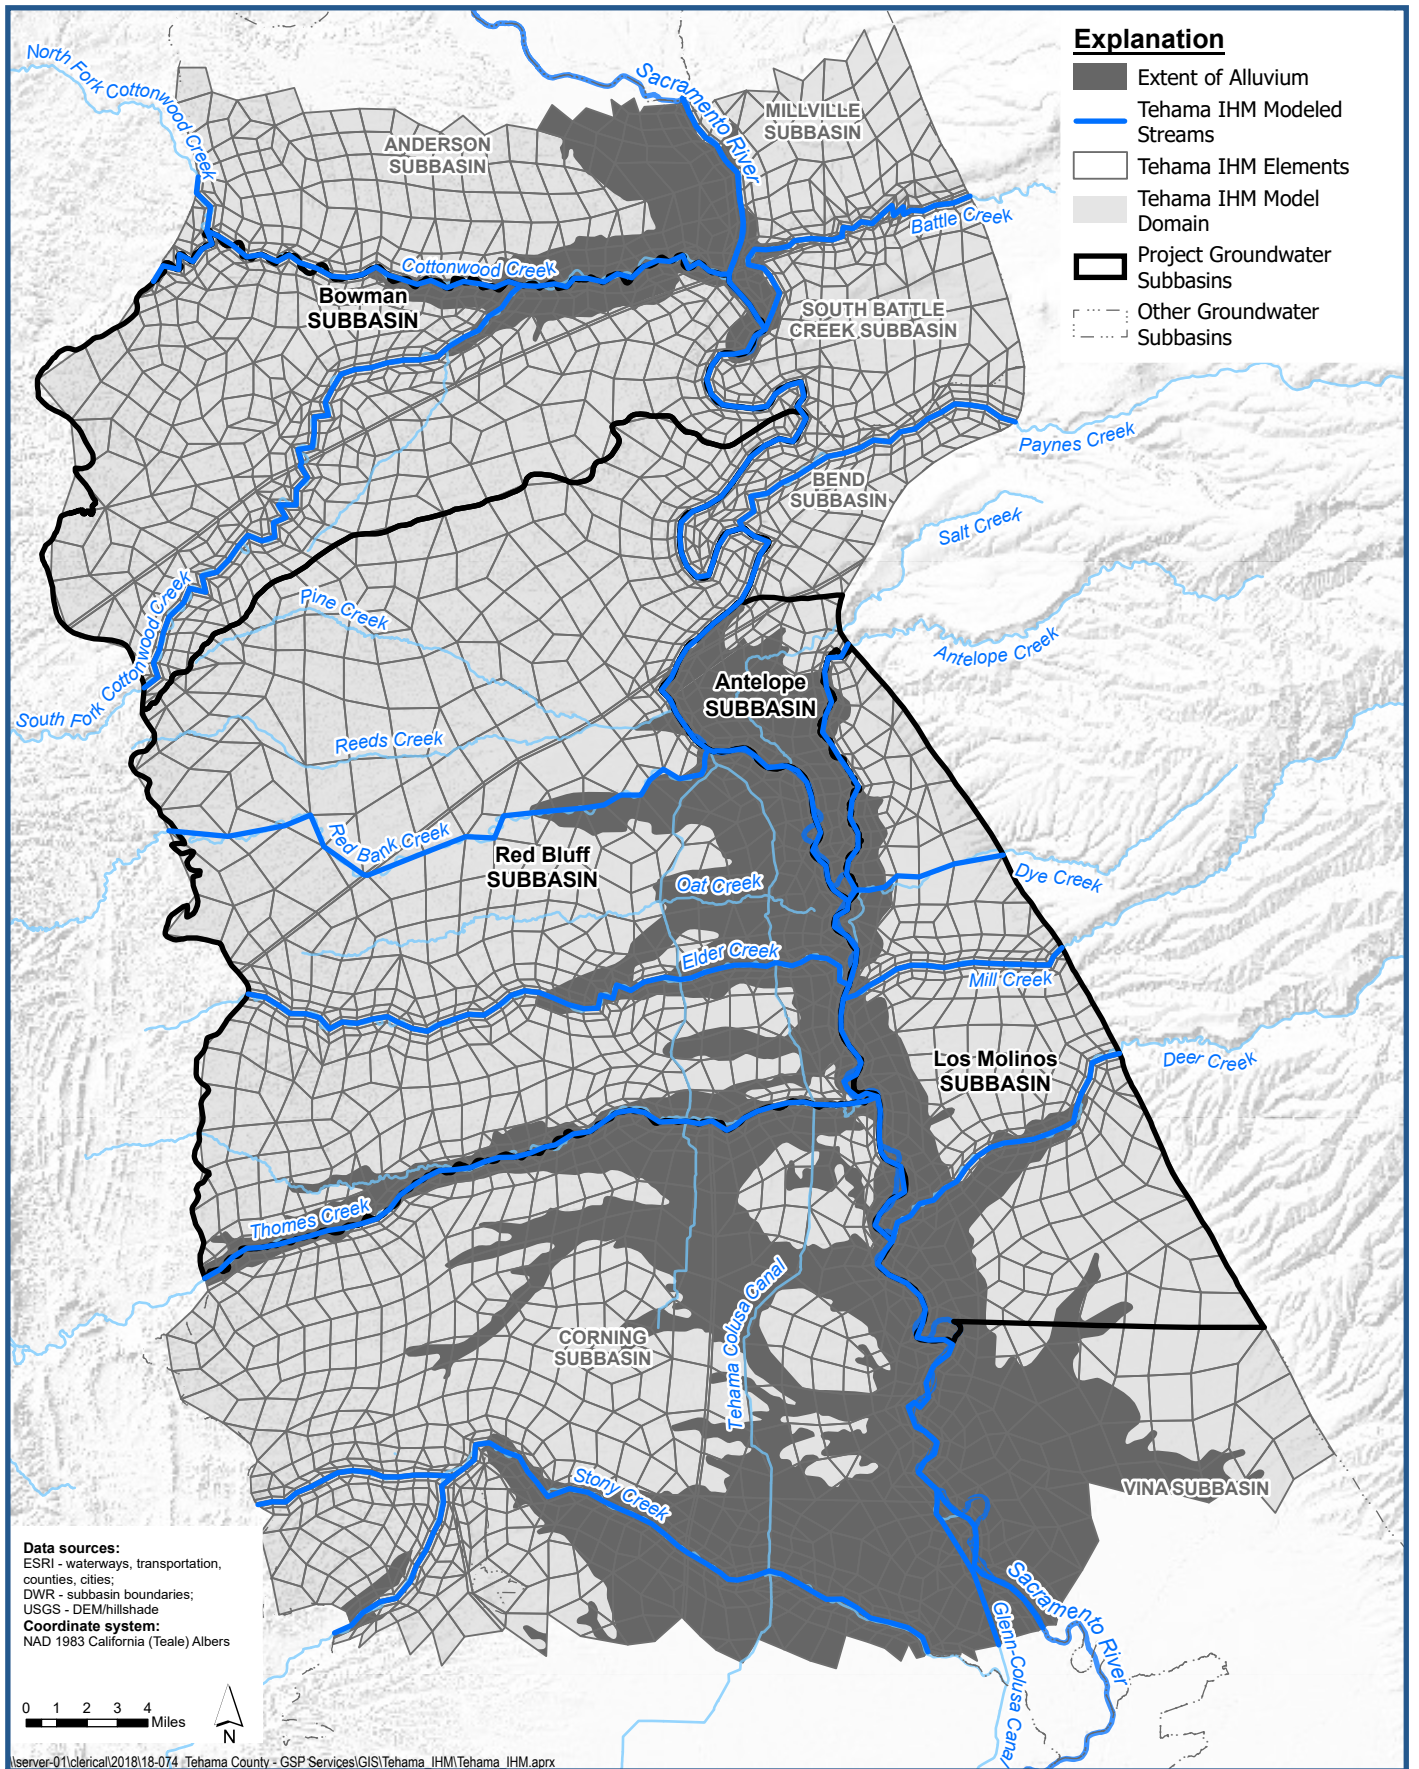 Explanation
Extent of Alluvium
Tehama IHM Modeled
Streams
Tehama IHM Elements
Tehama IHM Model
Domain
Project Groundwater
Subbasins
Other Groundwater
Subbasins
North Fork Cottonwood Creek
Sacramento River
MILLVILLE
SUBBASIN
ANDERSON
SUBBASIN
Battle Creek
Cottonwood Creek
Bowman
SUBBASIN
SOUTH BATTLE
CREEK SUBBASIN
Paynes Creek
BEND
SUBBASIN
Salt Creek
Pine Creek
Antelope Creek
South Fork Cottonwood Creek
Antelope
SUBBASIN
Reeds Creek
Red Bank Creek
Red Bluff
SUBBASIN
Oat Creek
Dye Creek
Elder Creek
Mill Creek
Los Molinos
SUBBASIN
Deer Creek
Thomes Creek
Tehama Colusa Canal
CORNING
SUBBASIN
Stony Creek
VINA SUBBASIN
Sacramento River
Glenn-Colusa Canal
Data sources:
ESRI - waterways, transportation,
counties, cities;
DWR - subbasin boundaries;
USGS - DEM/hillshade
Coordinate system:
NAD 1983 California (Teale) Albers
0 1 2 3 4
Miles
N
\\server-01\clerical\2018\18-074 Tehama County - GSP Services\GIS\Tehama_IHM\Tehama_IHM.aprx